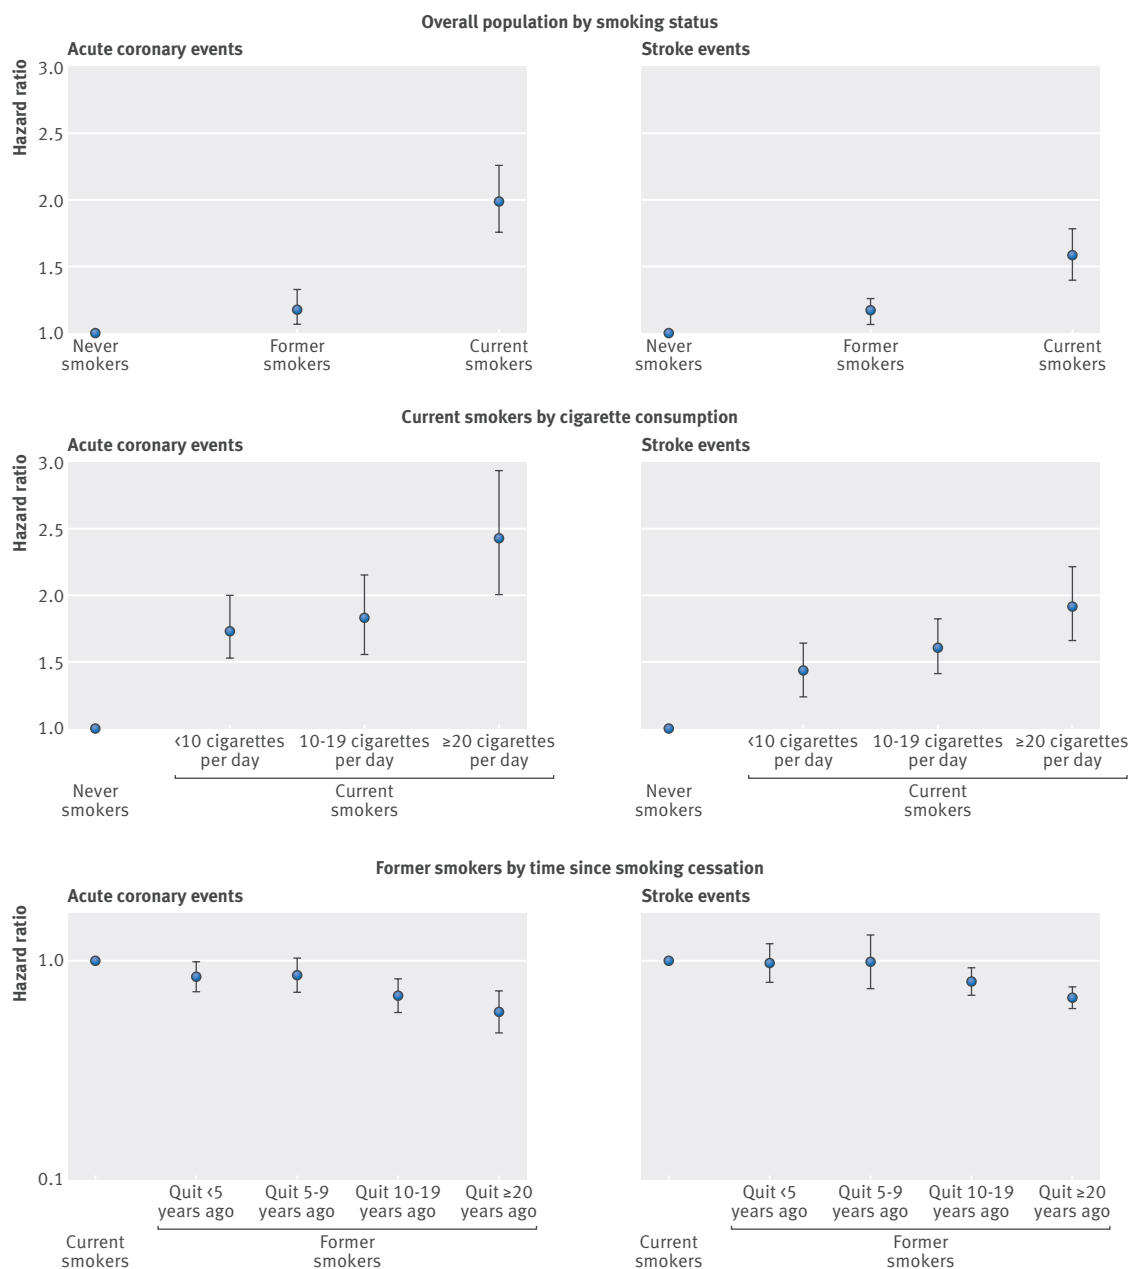 Overall population by smoking status
Acute coronary events
Stroke events
Hazard ratio
3.0
2.5
2.0
1.5
1.0
Never
smokers
Former
smokers
Current
smokers
Never
smokers
Former
smokers
Current
smokers
Current smokers by cigarette consumption
Acute coronary events
Stroke events
Hazard ratio
3.0
2.5
2.0
1.5
1.0
<10 cigarettes
per day
10-19 cigarettes
per day
≥20 cigarettes
per day
Never
smokers
Current
smokers
<10 cigarettes
per day
10-19 cigarettes
per day
≥20 cigarettes
per day
Never
smokers
Current
smokers
Former smokers by time since smoking cessation
Acute coronary events
Stroke events
Hazard ratio
1.0
0.1
Quit <5
years ago
Quit 5-9
years ago
Quit 10-19
years ago
Quit ≥20
years ago
Current
smokers
Former
smokers
Quit <5
years ago
Quit 5-9
years ago
Quit 10-19
years ago
Quit ≥20
years ago
Current
smokers
Former
smokers